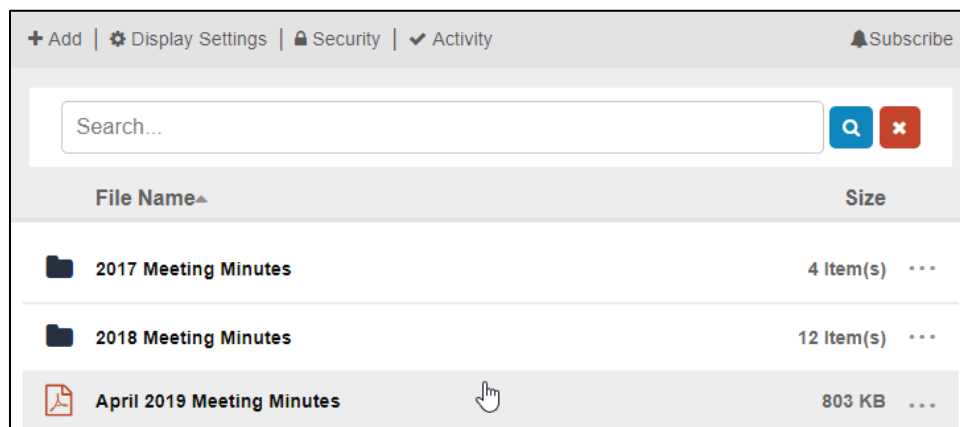 Add | Display Settings | Security | Activity Subscribe
Search...
File Name Size
2017 Meeting Minutes 4 Item(s) ...
2018 Meeting Minutes 12 Item(s) ...
April 2019 Meeting Minutes 803 KB ...